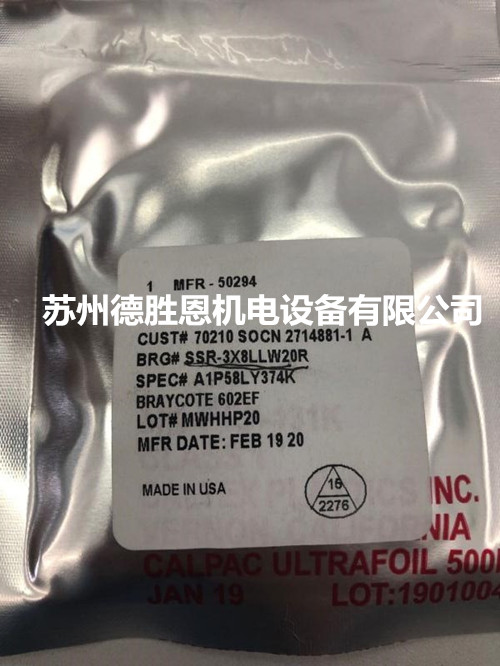 1 MFR - 50294
苏州德胜恩机电设备有限公司
CUST# 70210 SOCN 2714881-1 A
BRG# SSR-3X8LLW20R
SPEC# A1P58LY374K
BRAYCOTE 602EF
LOT# MWHHP20
MFR DATE: FEB 19 20
MADE IN USA
16
2276
CS INC.
CALPAC ULTRAFOIL 500
JAN 19 LOT:1901004